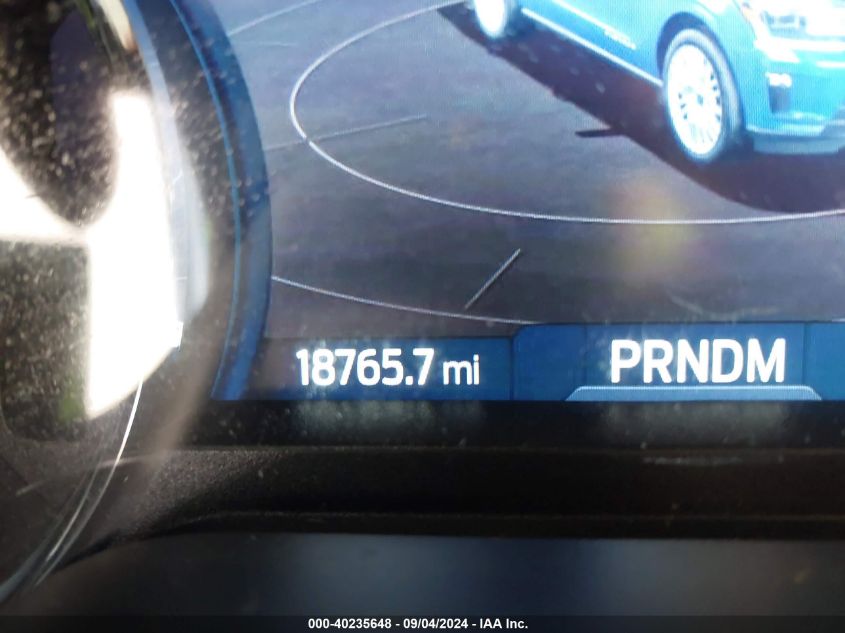 18765.7 mi PRNDM
000-40235648 - 09/04/2024 - IAA Inc.